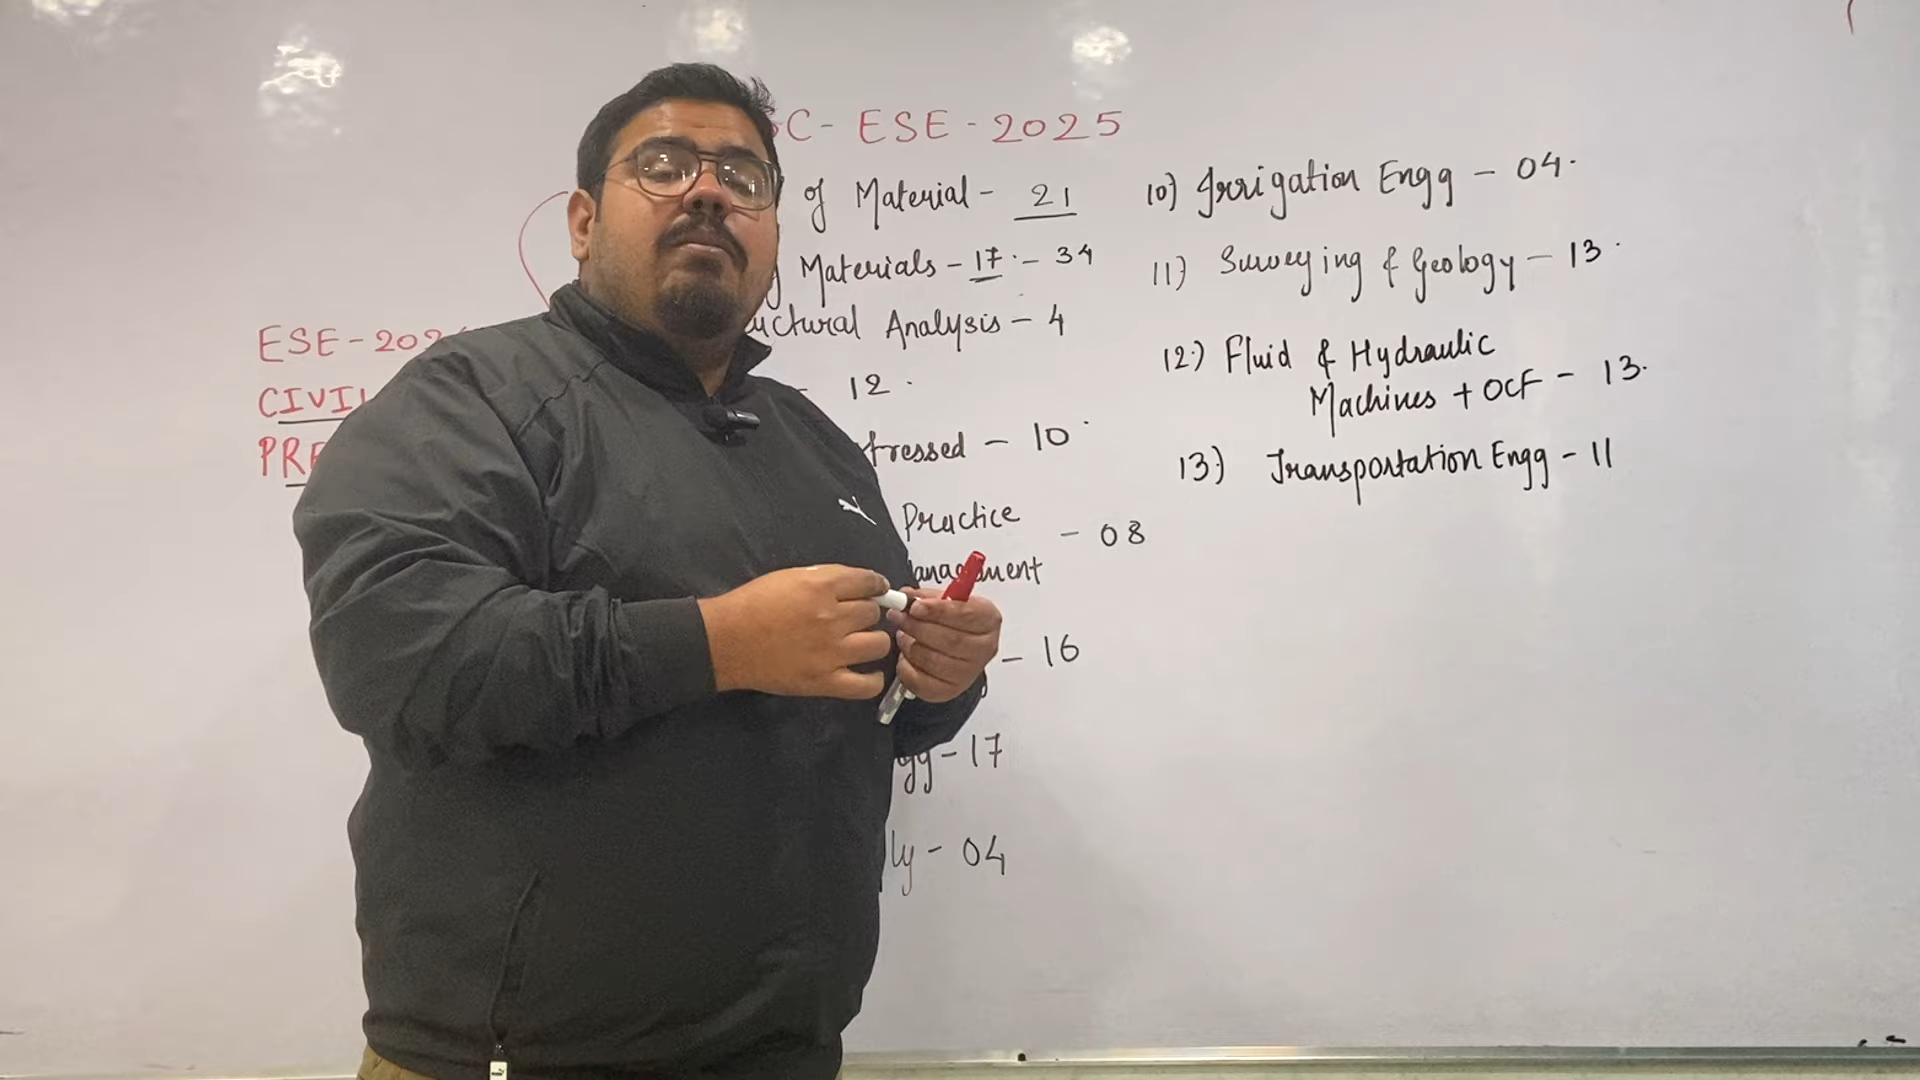 SC - ESE - 2025
of Material - 21
Materials - 17 - 34
uctural Analysis - 4
- 12
tressed - 10
Practice
anagement - 08
- 16
gg - 17
ly - 04
ESE - 202
CIVIL
PRE
10) Irrigation Engg - 04.
11) Surveying & Geology - 13.
12) Fluid & Hydraulic
Machines + OCF - 13.
13) Transportation Engg - 11